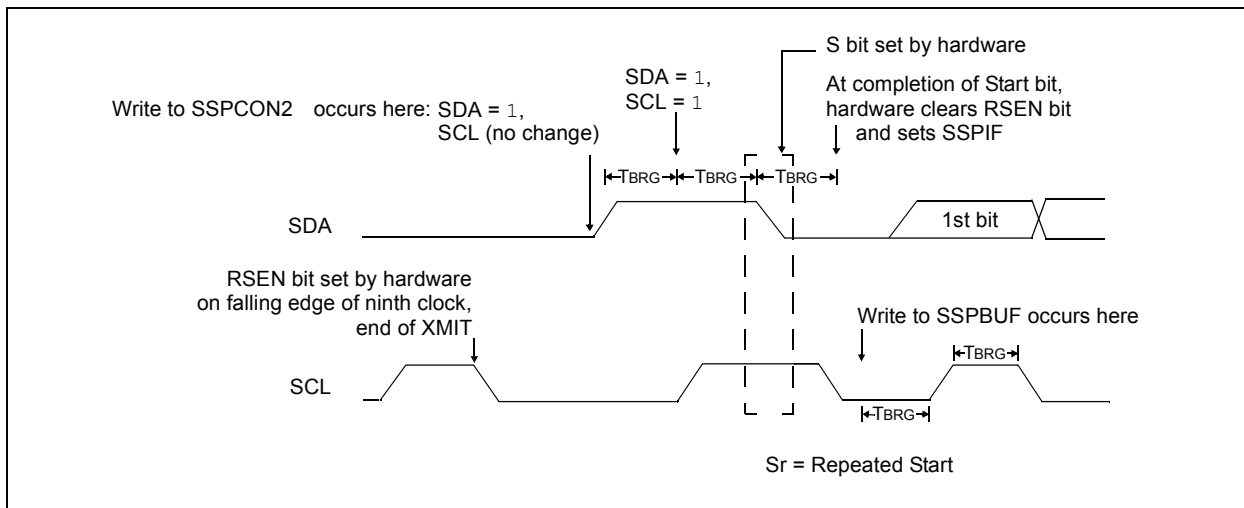 S bit set by hardware
SDA = 1,
SCL = 1
At completion of Start bit,
hardware clears RSEN bit
and sets SSPIF
Write to SSPCON2 occurs here: SDA = 1,
SCL (no change)
TBRG TBRG TBRG
SDA
1st bit
RSEN bit set by hardware
on falling edge of ninth clock,
end of XMIT
Write to SSPBUF occurs here
TBRG
SCL
TBRG
Sr = Repeated Start